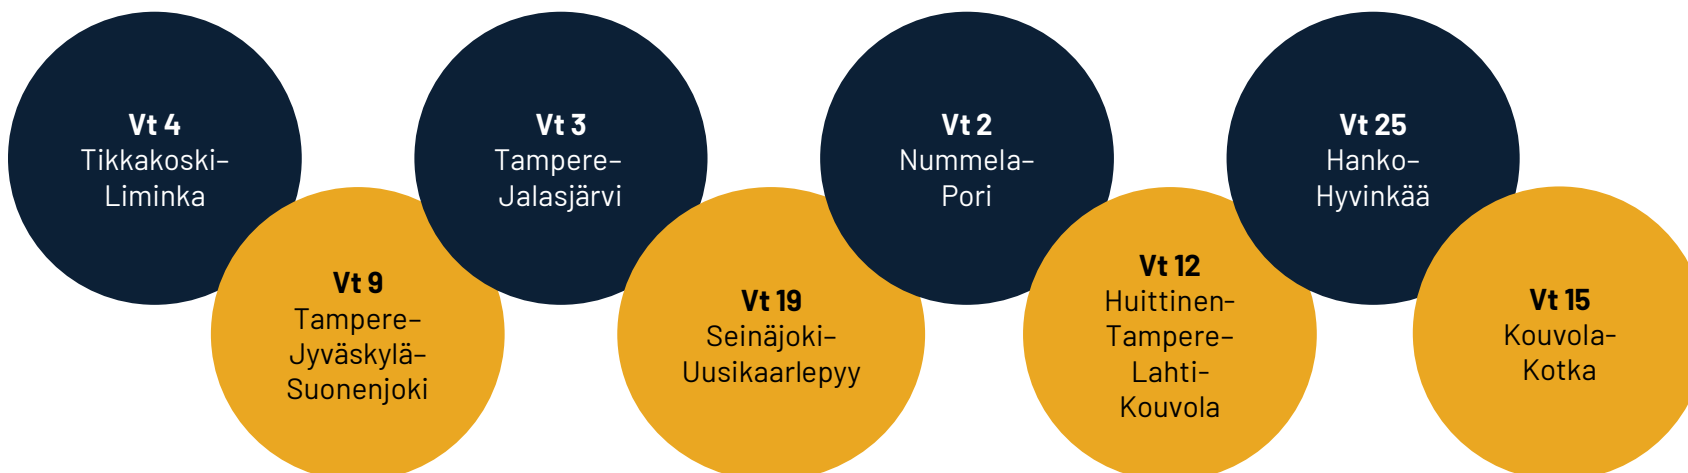 Vt 4
Tikkakoski–
Liminka
Vt 9
Tampere–
Jyväskylä–
Suonenjoki
Vt 3
Tampere–
Jalasjärvi
Vt 19
Seinäjoki–
Uusikaarlepyy
Vt 2
Nummela–
Pori
Vt 12
Huittinen–
Tampere–
Lahti–
Kouvola
Vt 25
Hanko–
Hyvinkää
Vt 15
Kouvola–
Kotka